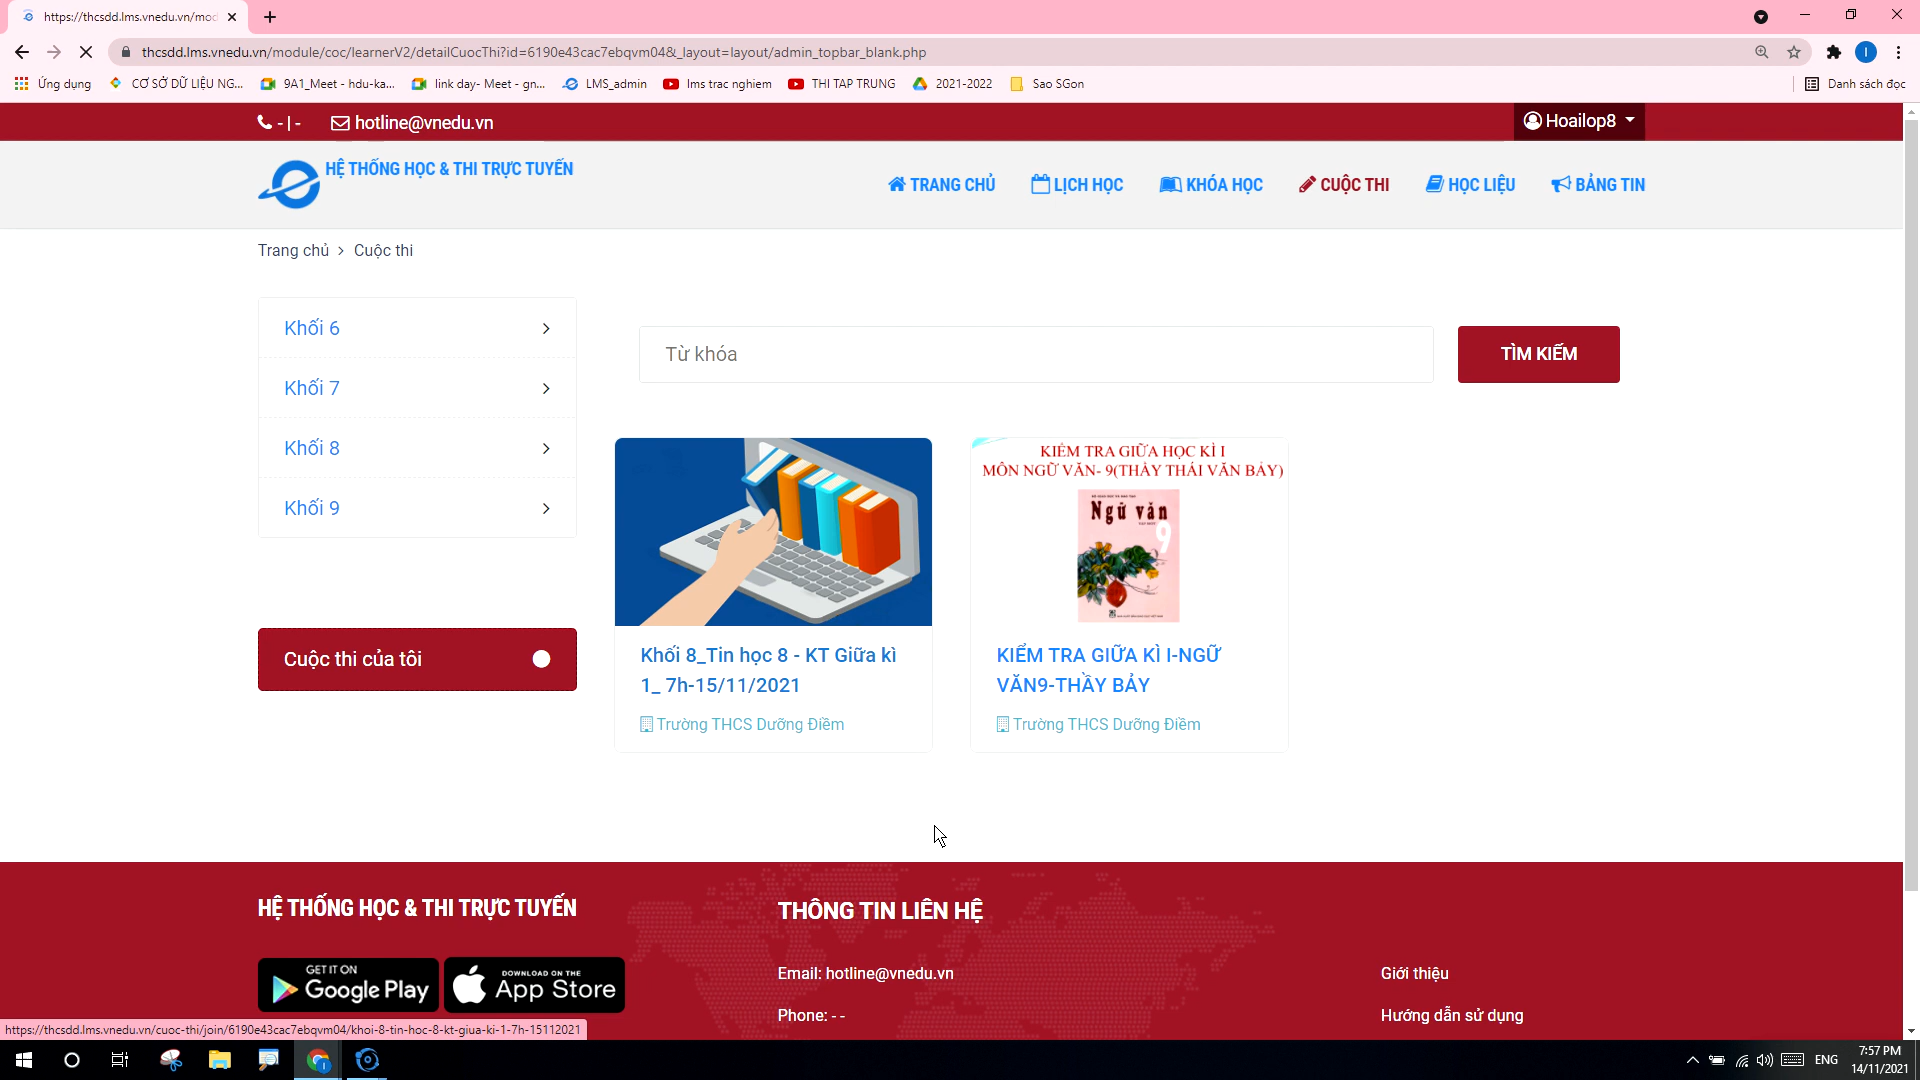 https://thcsdd.lms.vnedu.vn/mod
thcsdd.lms.vnedu.vn/module/coc/learnerV2/detailCuocThi?id=6190e43cac7ebqvm04&_layout=layout/admin_topbar_blank.php
I
Ứng dụng
CƠ SỞ DỮ LIỆU NG...
9A1_Meet - hdu-ka...
link day- Meet - gn...
LMS_admin
lms trac nghiem
THI TAP TRUNG
2021-2022
Sao SGon
Danh sách đọc
- | -
hotline@vnedu.vn
Hoailop8
HỆ THỐNG HỌC & THI TRỰC TUYẾN
TRANG CHỦ
LỊCH HỌC
KHÓA HỌC
CUỘC THI
HỌC LIỆU
BẢNG TIN
Trang chủ > Cuộc thi
Khối 6
Khối 7
Khối 8
Khối 9
Cuộc thi của tôi
Từ khóa
TÌM KIẾM
Khối 8_Tin học 8 - KT Giữa kì
1_ 7h-15/11/2021
Trường THCS Dưỡng Điềm
KIỂM TRA GIỮA HỌC KÌ I
MÔN NGỮ VĂN- 9(THẦY THÁI VĂN BẢY)
Ngữ văn
9
KIỂM TRA GIỮA KÌ I-NGỮ
VĂN9-THẦY BẢY
Trường THCS Dưỡng Điềm
HỆ THỐNG HỌC & THI TRỰC TUYẾN
GET IT ON
Google Play
DOWNLOAD ON THE
App Store
THÔNG TIN LIÊN HỆ
Email: hotline@vnedu.vn
Phone: - -
Giới thiệu
Hướng dẫn sử dụng
https://thcsdd.lms.vnedu.vn/cuoc-thi/join/6190e43cac7ebqvm04/khoi-8-tin-hoc-8-kt-giua-ki-1-7h-15112021
ENG
7:57 PM
14/11/2021